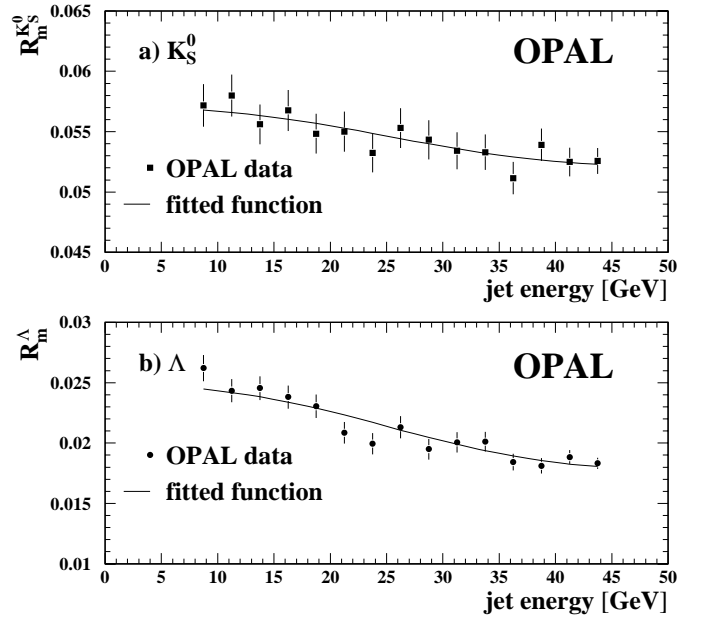 R_m^{K_S^0}
0.065
0.06
0.055
0.05
0.045
a) K_S^0
OPAL
OPAL data
fitted function
0 5 10 15 20 25 30 35 40 45 50
jet energy [GeV]
R_m^Λ
0.03
0.025
0.02
0.015
0.01
b) Λ
OPAL
OPAL data
fitted function
0 5 10 15 20 25 30 35 40 45 50
jet energy [GeV]